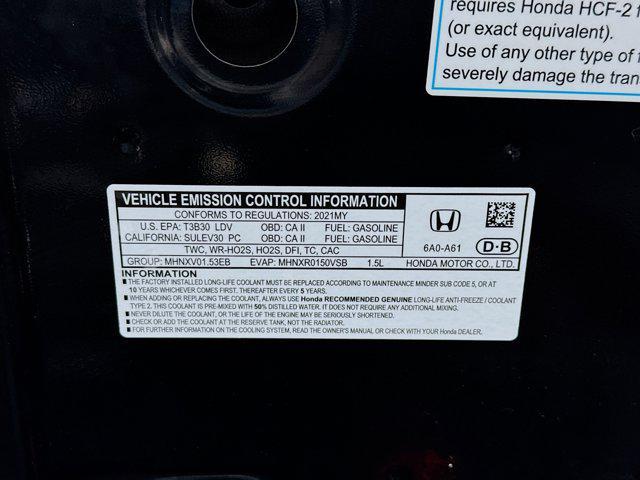 requires Honda HCF-2
(or exact equivalent).
Use of any other type of
severely damage the
VEHICLE EMISSION CONTROL INFORMATION
CONFORMS TO REGULATIONS: 2021MY
U.S. EPA: T3B30 LDV OBD: CA II FUEL: GASOLINE
CALIFORNIA: SULEV30 PC OBD: CA II FUEL: GASOLINE
TWC, WR-HO2S, HO2S, DFI, TC, CAC
GROUP: MHNXV01.53EB EVAP: MHNXR0150VSB 1.5L
6A0-A61
D-B
HONDA MOTOR CO., LTD.
INFORMATION
■ THE FACTORY INSTALLED LONG-LIFE COOLANT MUST BE REPLACED ACCORDING TO MAINTENANCE MINDER SUB CODE 5, OR AT
10 YEARS WHICHEVER COMES FIRST. THEREAFTER EVERY 5 YEARS.
■ WHEN ADDING OR REPLACING THE COOLANT, ALWAYS USE Honda RECOMMENDED GENUINE LONG-LIFE ANTI-FREEZE / COOLANT
TYPE 2. THIS COOLANT IS PRE-MIXED WITH 50% DISTILLED WATER. IT DOES NOT REQUIRE ANY ADDITIONAL MIXING.
■ NEVER DILUTE THE COOLANT, OR THE LIFE OF THE ENGINE MAY BE SERIOUSLY SHORTENED.
■ CHECK OR ADD THE COOLANT AT THE RESERVE TANK, NOT THE RADIATOR.
■ FOR FURTHER INFORMATION ON THE COOLING SYSTEM, READ THE OWNER'S MANUAL OR CHECK WITH YOUR Honda DEALER.